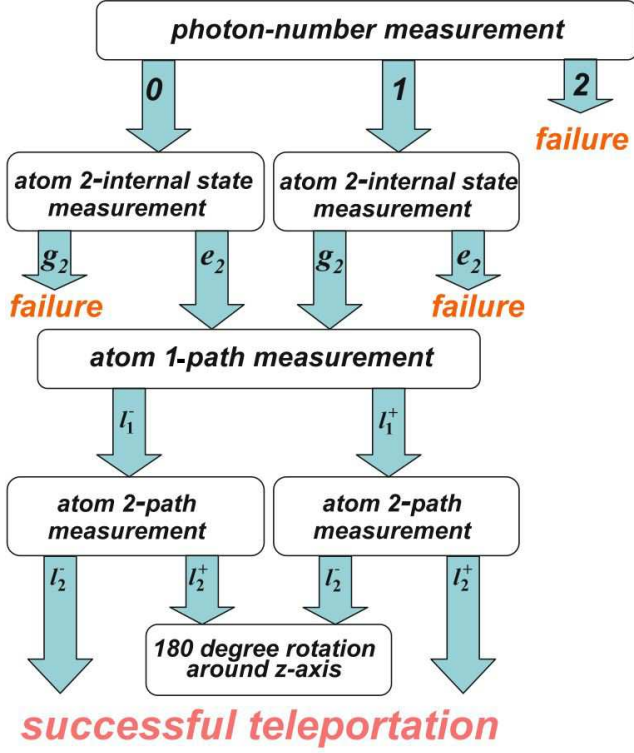 photon-number measurement
0 1 2
failure
atom 2-internal state
measurement
atom 2-internal state
measurement
g₂ e₂ g₂ e₂
failure failure
atom 1-path measurement
l₁⁻ l₁⁺
atom 2-path
measurement
atom 2-path
measurement
l₂⁻ l₂⁺ l₂⁻ l₂⁺
180 degree rotation
around z-axis
successful teleportation